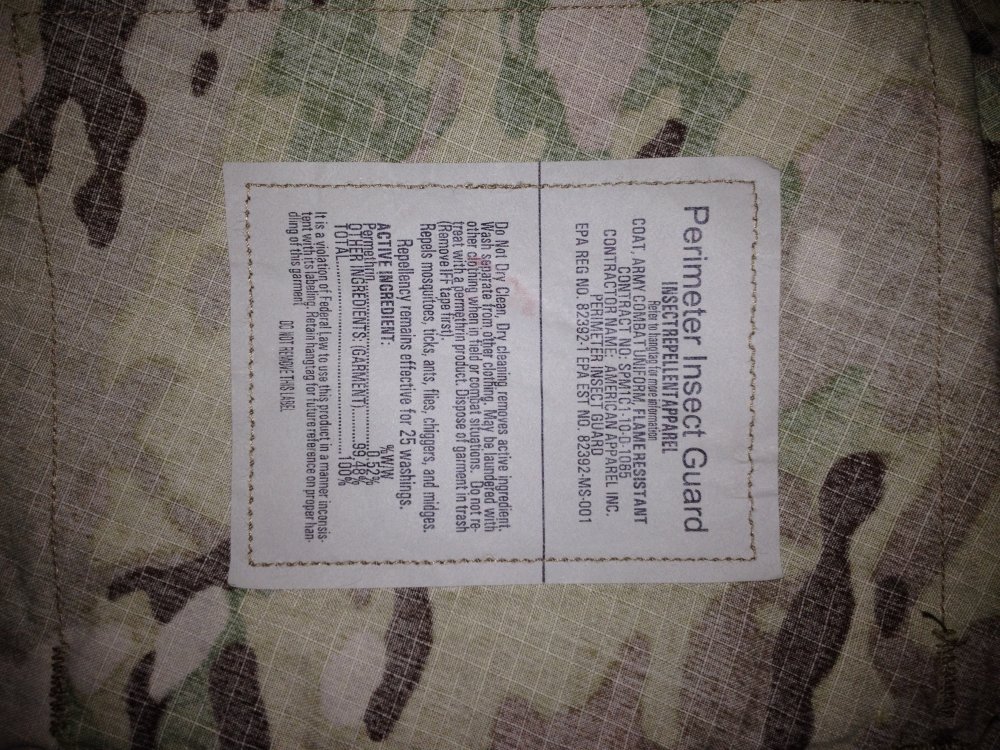 Perimeter Insect Guard
INSECT REPELLENT APPAREL
Refer to hangtag for more information
COAT, ARMY COMBAT UNIFORM, FLAME RESISTANT
CONTRACT NO: SPM1C1-10-D-1065
CONTRACTOR NAME: AMERICAN APPAREL INC.
PERIMETER INSECT GUARD
EPA REG NO. 82392-1 EPA EST NO 82392-MS-001
Do Not Dry Clean, Dry cleaning removes active ingredient.
Wash separate from other clothing. May be laundered with
other clothing when in field or combat situations. Do not re-
treat with a permethrin product. Dispose of garment in trash
(Remove IFF tape first).
Repels mosquitoes, ticks, ants, flies, chiggers, and midges.
Repellency remains effective for 25 washings.
ACTIVE INGREDIENT: %W/W
Permethrin.....................0.52%
OTHER INGREDIENTS: (GARMENT).....99.48%
TOTAL.....................100%
It is a violation of Federal Law to use this product in a manner inconsis-
tent with its labeling. Retain hangtag for future reference on proper han-
dling of this garment
DO NOT REMOVE THIS LABEL